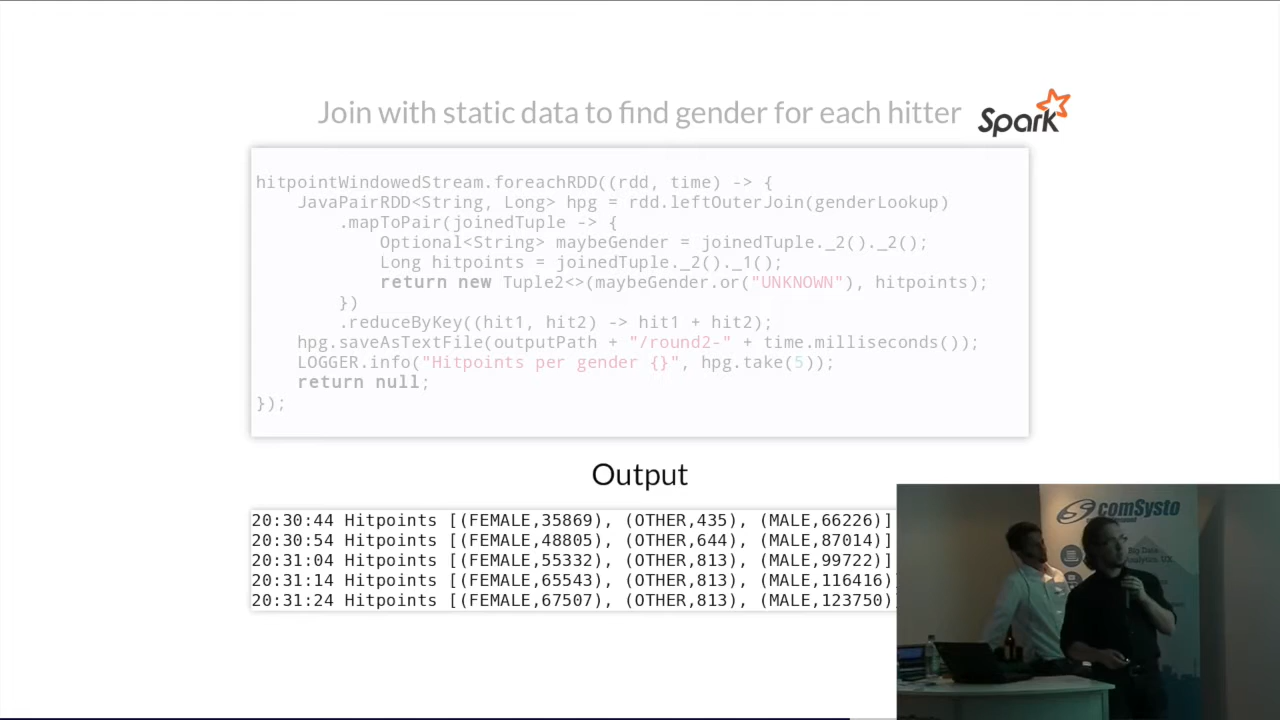 Join with static data to find gender for each hitter
Spark
hitpointWindowedStream.foreachRDD((rdd, time) -> {
    JavaPairRDD<String, Long> hpg = rdd.leftOuterJoin(genderLookup)
        .mapToPair(joinedTuple -> {
            Optional<String> maybeGender = joinedTuple._2()._2();
            Long hitpoints = joinedTuple._2()._1();
            return new Tuple2<>(maybeGender.or("UNKNOWN"), hitpoints);
        })
        .reduceByKey((hit1, hit2) -> hit1 + hit2);
    hpg.saveAsTextFile(outputPath + "/round2-" + time.milliseconds());
    LOGGER.info("Hitpoints per gender {}", hpg.take(5));
    return null;
});
Output
20:30:44 Hitpoints [(FEMALE,35869), (OTHER,435), (MALE,66226)]
20:30:54 Hitpoints [(FEMALE,48805), (OTHER,644), (MALE,87014)]
20:31:04 Hitpoints [(FEMALE,55332), (OTHER,813), (MALE,99722)]
20:31:14 Hitpoints [(FEMALE,65543), (OTHER,813), (MALE,116416)]
20:31:24 Hitpoints [(FEMALE,67507), (OTHER,813), (MALE,123750)]
comSysto
Big Data
Analytics, UX